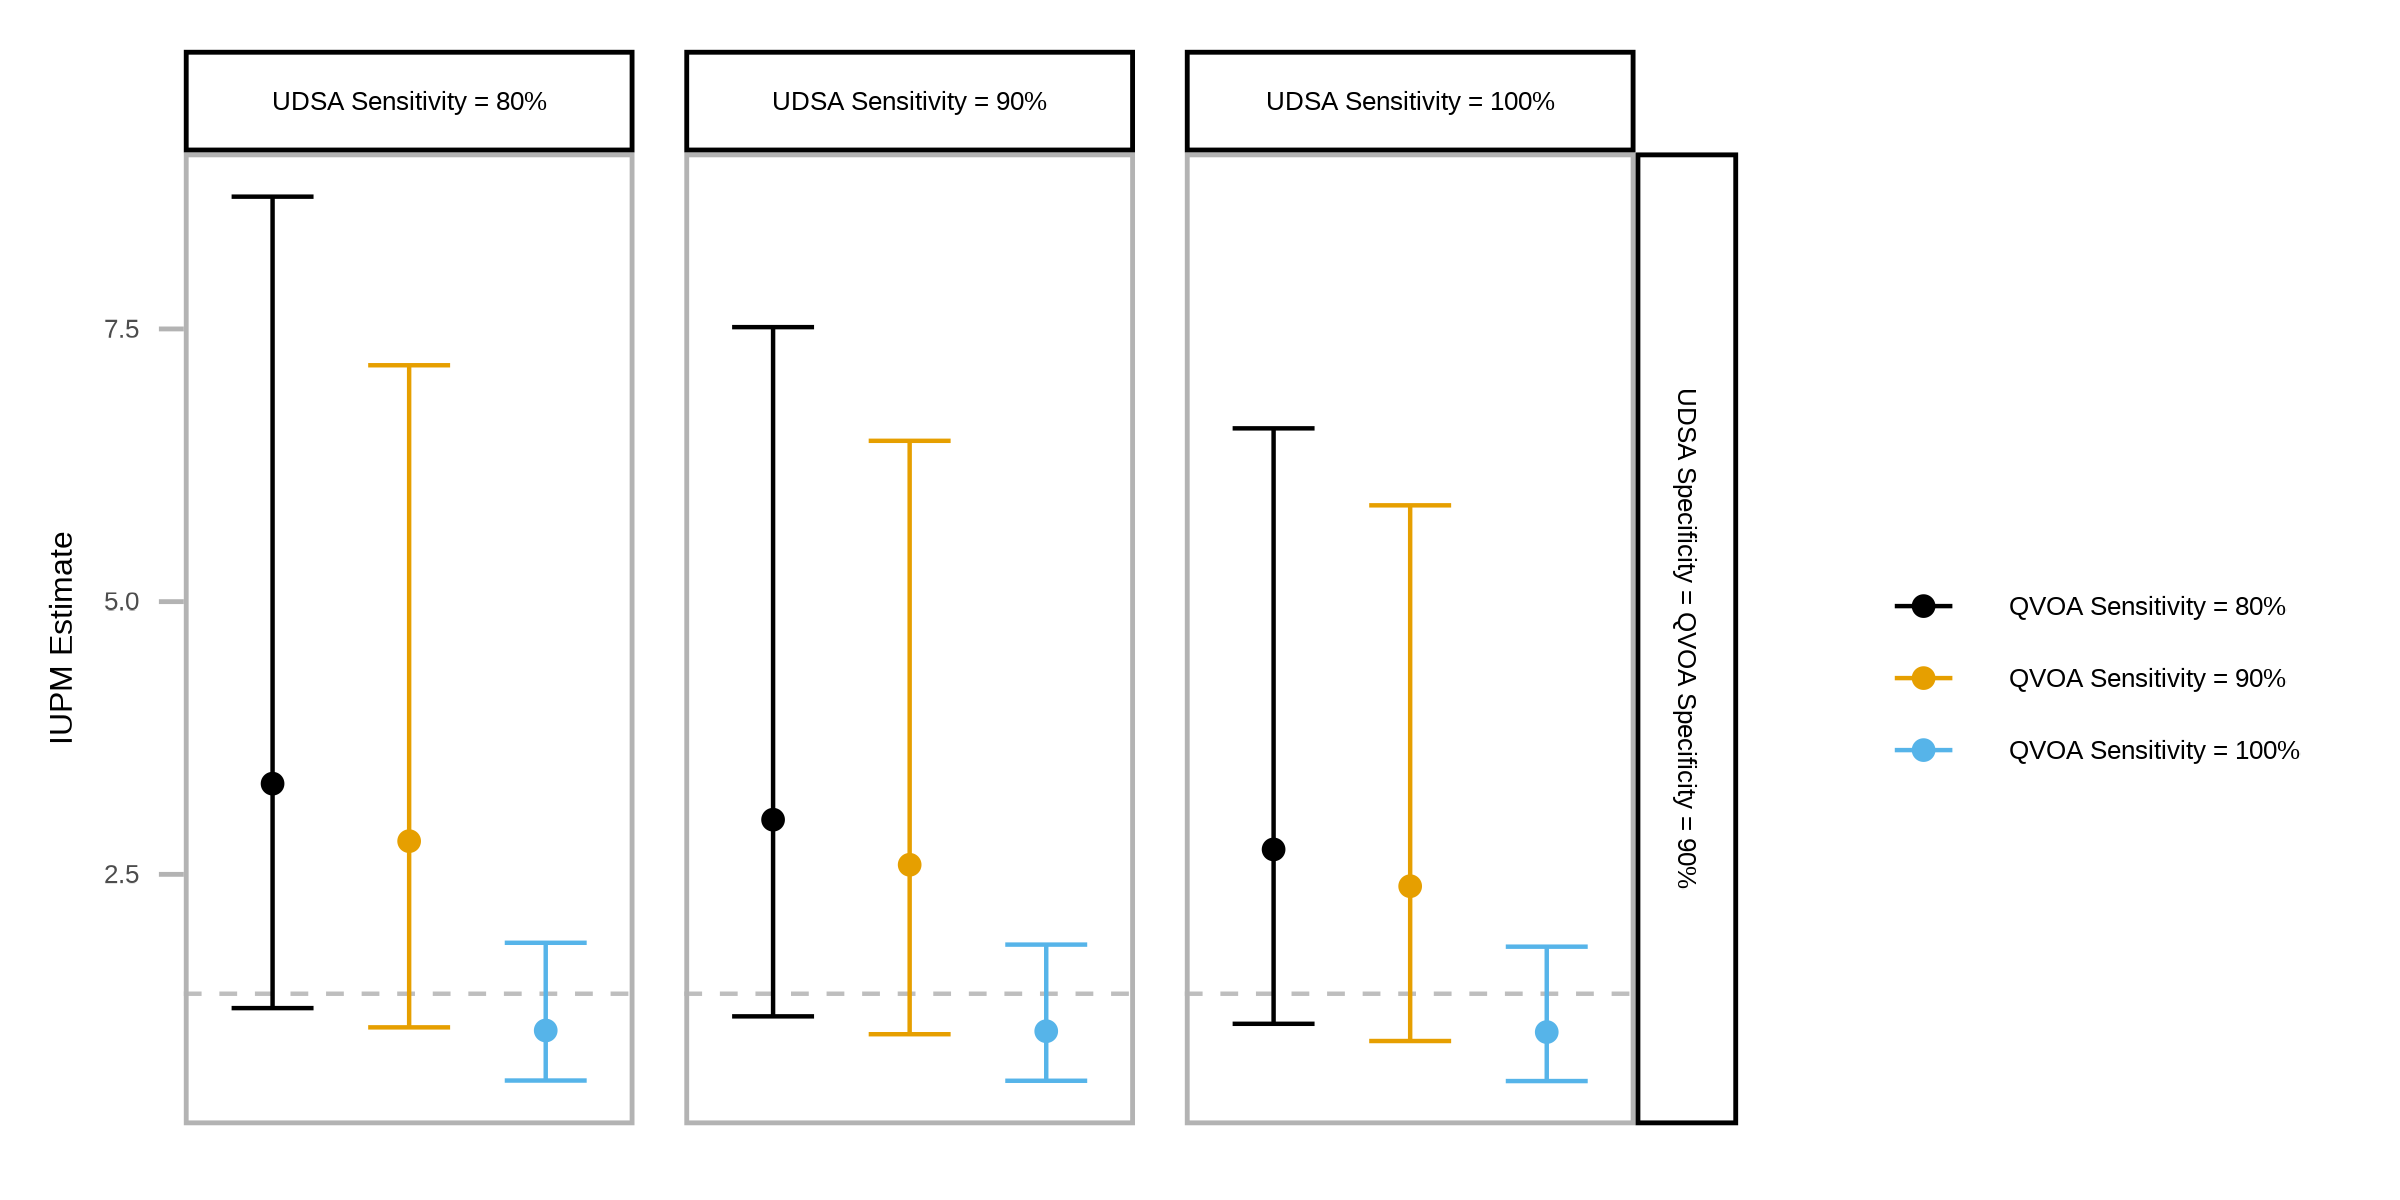 UDSA Sensitivity = 80%
UDSA Sensitivity = 90%
UDSA Sensitivity = 100%
IUPM Estimate
7.5
5.0
2.5
UDSA Specificity = QVOA Specificity = 90%
QVOA Sensitivity = 80%
QVOA Sensitivity = 90%
QVOA Sensitivity = 100%